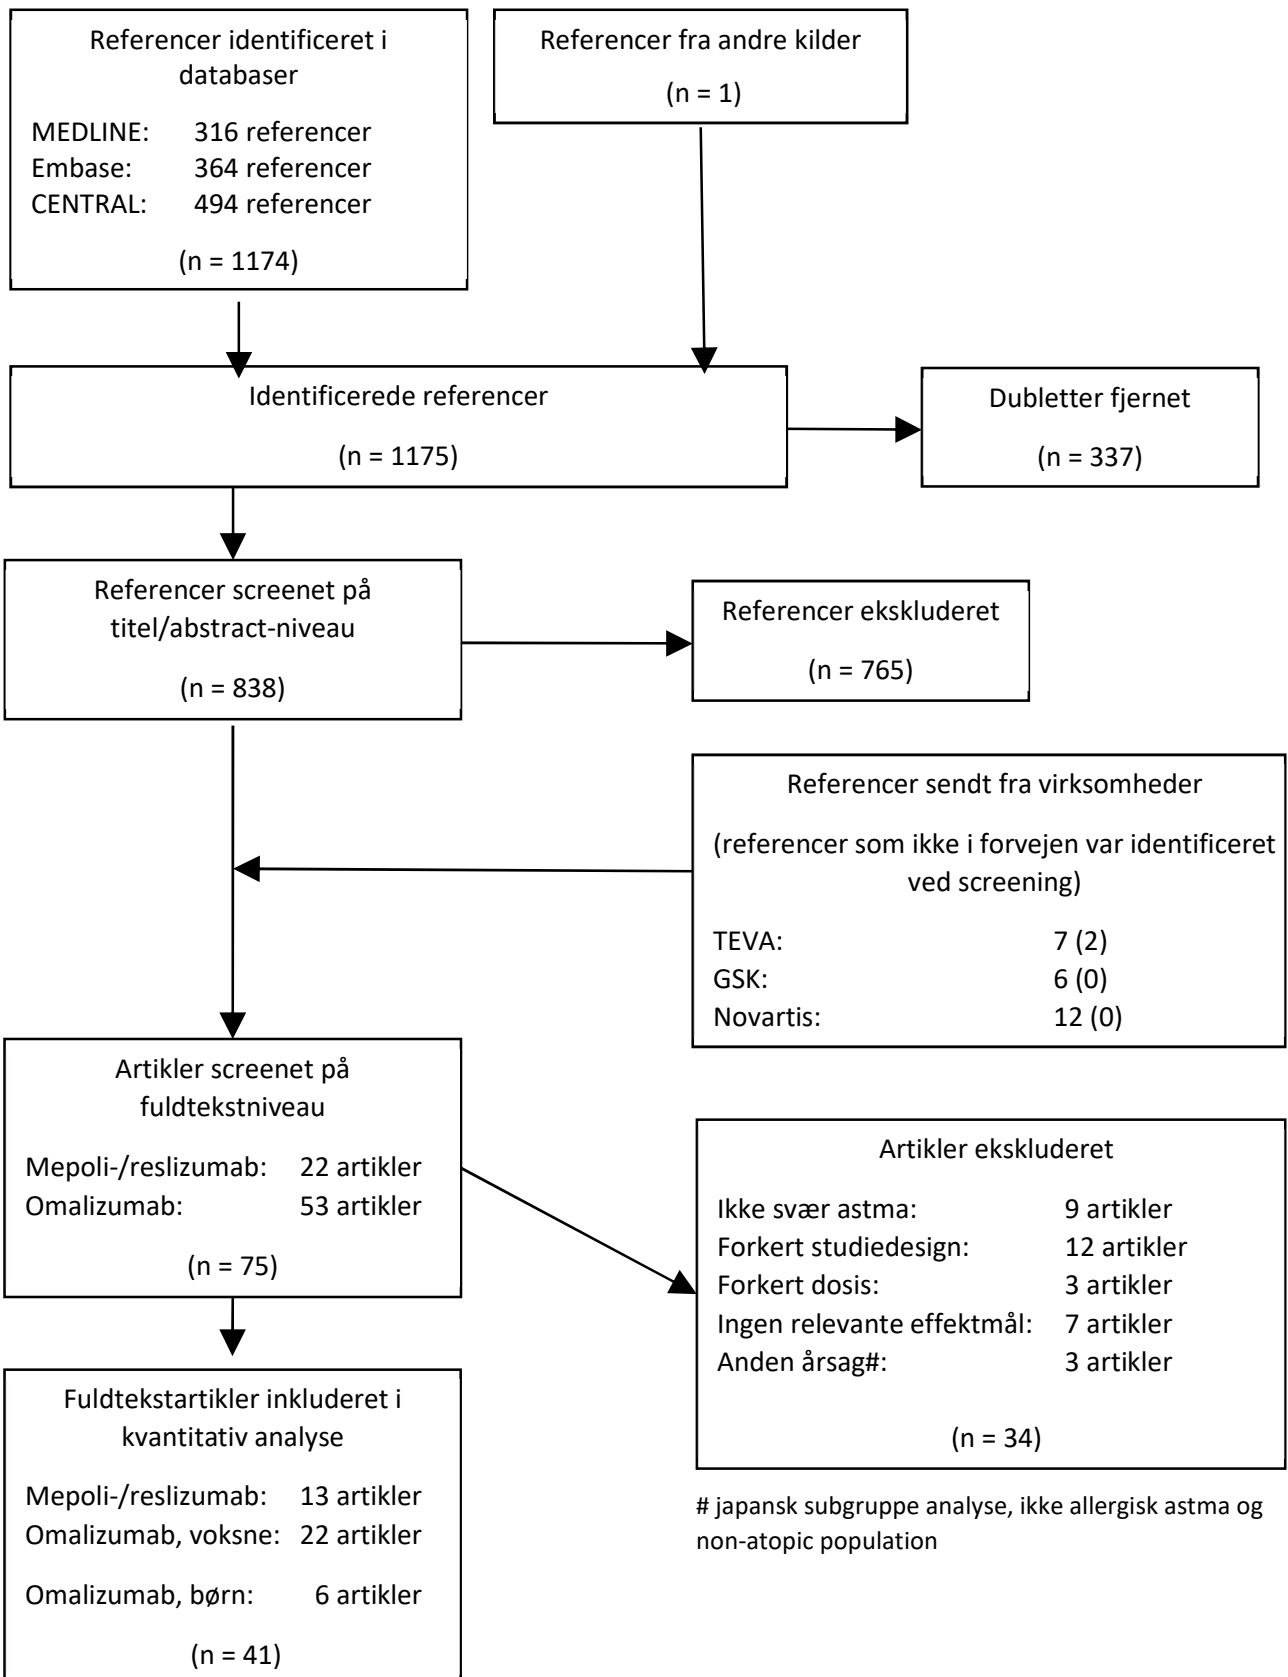 Referencer identificeret i
databaser
MEDLINE: 316 referencer
Embase: 364 referencer
CENTRAL: 494 referencer
(n = 1174)
Referencer fra andre kilder
(n = 1)
Identificerede referencer
(n = 1175)
Dubletter fjernet
(n = 337)
Referencer screenet på
titel/abstract-niveau
(n = 838)
Referencer ekskluderet
(n = 765)
Referencer sendt fra virksomheder
(referencer som ikke i forvejen var identificeret
ved screening)
TEVA: 7 (2)
GSK: 6 (0)
Novartis: 12 (0)
Artikler screenet på
fuldtekstniveau
Mepoli-/reslizumab: 22 artikler
Omalizumab: 53 artikler
(n = 75)
Artikler ekskluderet
Ikke svær astma: 9 artikler
Forkert studiedesign: 12 artikler
Forkert dosis: 3 artikler
Ingen relevante effektmål: 7 artikler
Anden årsag#: 3 artikler
(n = 34)
Fuldtekstartikler inkluderet i
kvantitativ analyse
Mepoli-/reslizumab: 13 artikler
Omalizumab, voksne: 22 artikler
Omalizumab, børn: 6 artikler
(n = 41)
# japansk subgruppe analyse, ikke allergisk astma og
non-atopic population